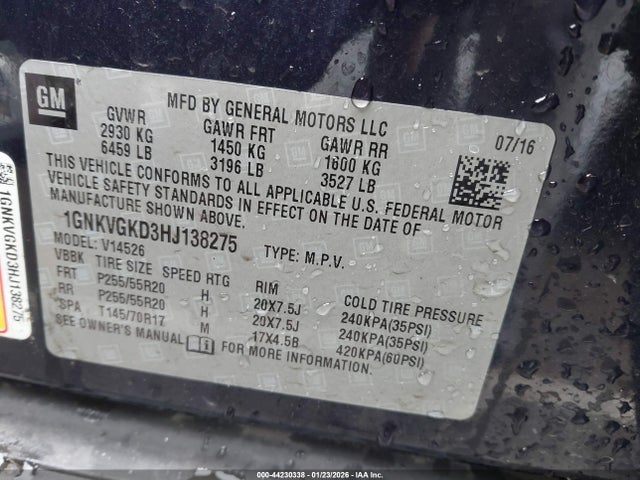 GM
MFD BY GENERAL MOTORS LLC
07/16
GVWR GAWR FRT GAWR RR
2930 KG 1450 KG 1600 KG
6459 LB 3196 LB 3527 LB
THIS VEHICLE CONFORMS TO ALL APPLICABLE U.S. FEDERAL MOTOR
VEHICLE SAFETY STANDARDS IN EFFECT ON THE DATE OF
MANUFACTURE SHOWN ABOVE.
1GNKVGKD3HJ138275
TYPE: M.P.V.
MODEL: V14526
VBBK TIRE SIZE SPEED RTG RIM COLD TIRE PRESSURE
FRT P255/55R20 H 20X7.5J 240KPA(35PSI)
RR P255/55R20 H 20X7.5J 240KPA(35PSI)
SPA T145/70R17 M 17X4.5B 420KPA(60PSI)
SEE OWNER'S MANUAL FOR MORE INFORMATION.
1GNKVGKD3HJ138275
000-44230338 - 01/23/2026 - IAA Inc.